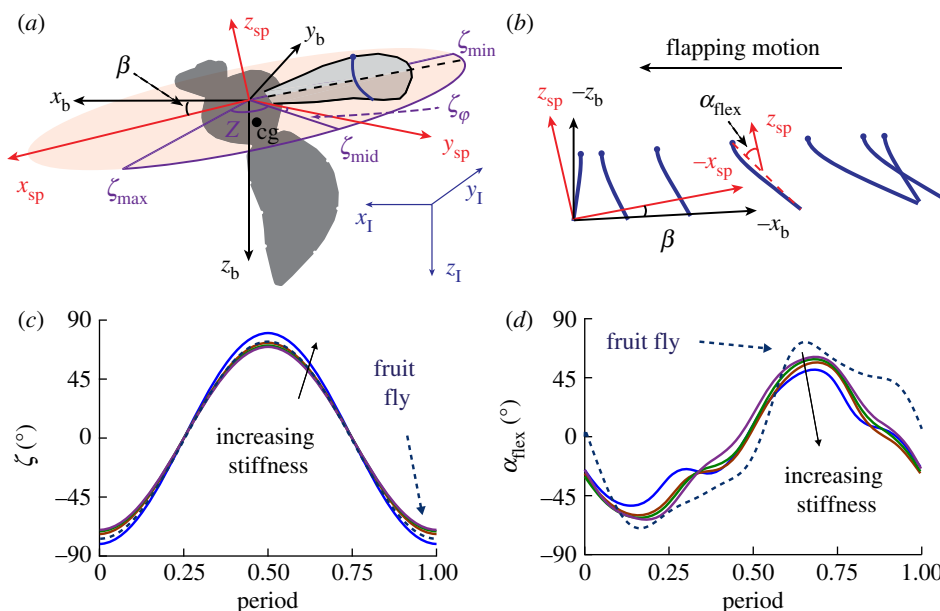 (a)
z_sp
y_b
ζ_min
β
x_b
ζ_φ
Z
cg
ζ_mid
y_sp
x_sp
ζ_max
y_I
x_I
z_b
z_I
(b)
flapping motion
z_sp
−z_b
α_flex
z_sp
−x_sp
β
−x_b
(c)
90
45
0
−45
−90
ζ (°)
fruit
fly
increasing
stiffness
0
0.25
0.50
0.75
1.00
period
(d)
90
45
0
−45
−90
α_flex (°)
fruit fly
increasing
stiffness
0
0.25
0.50
0.75
1.00
period